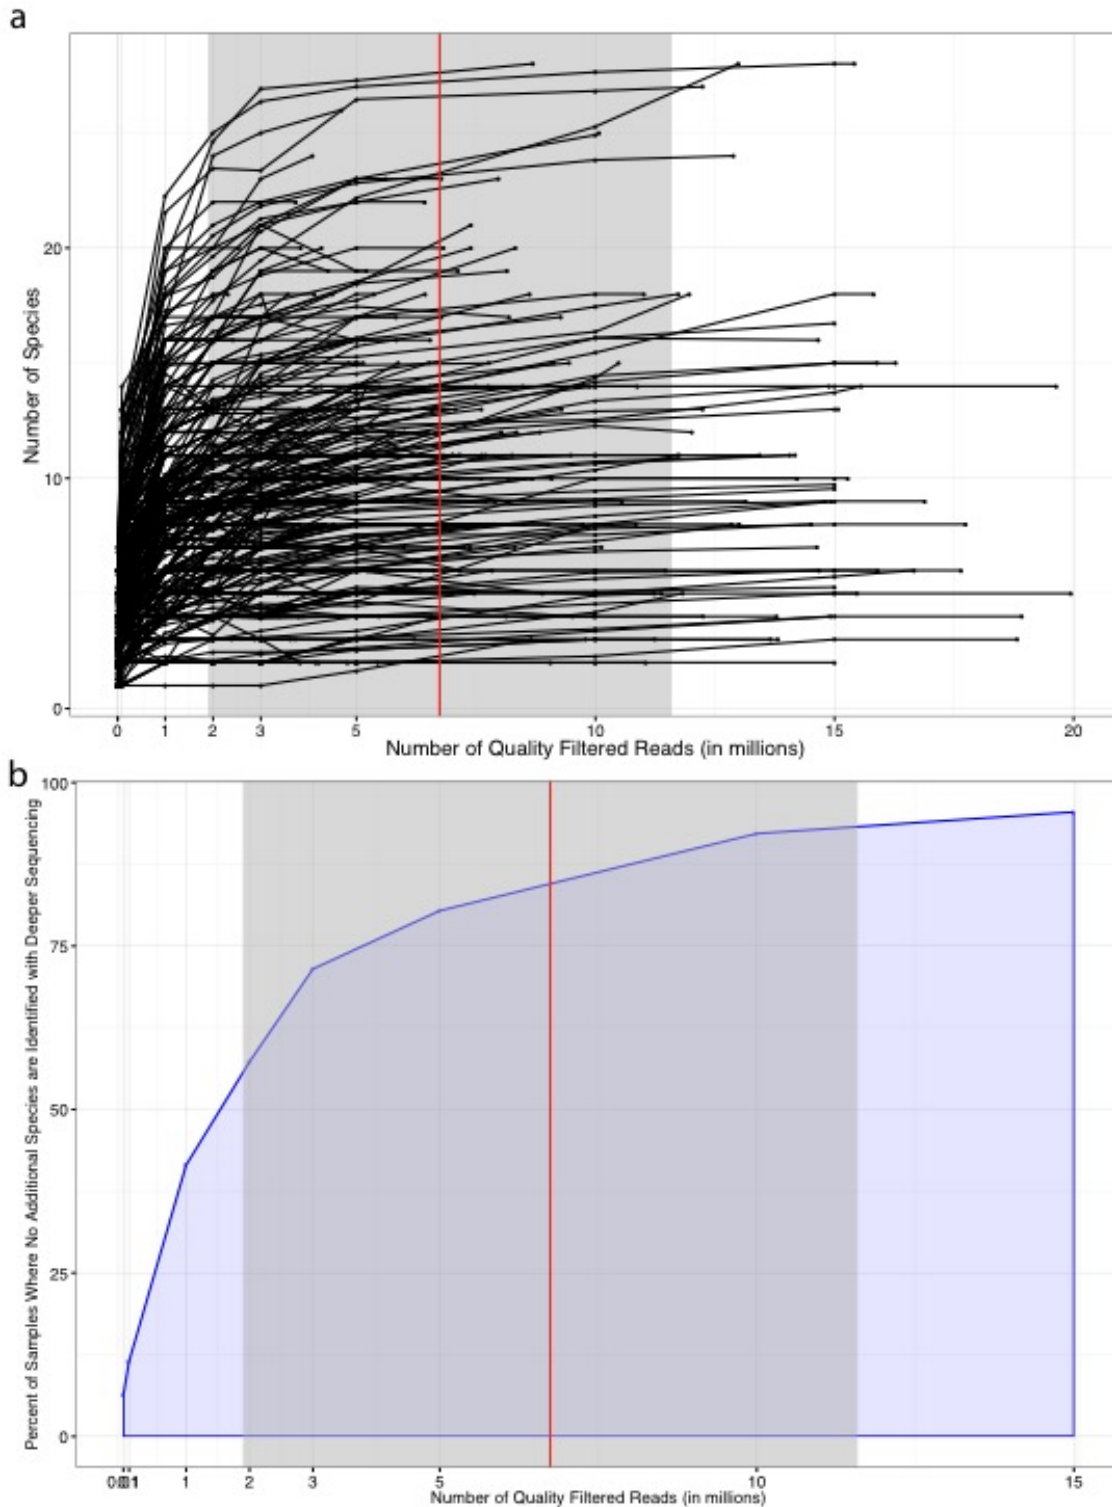 a
Number of Species
20
10
0
0 1 2 3 5 10 15 20
Number of Quality Filtered Reads (in millions)
b
Percent of Samples Where No Additional Species are Identified with Deeper Sequencing
100
75
50
25
0
1 2 3 5 10 15
Number of Quality Filtered Reads (in millions)